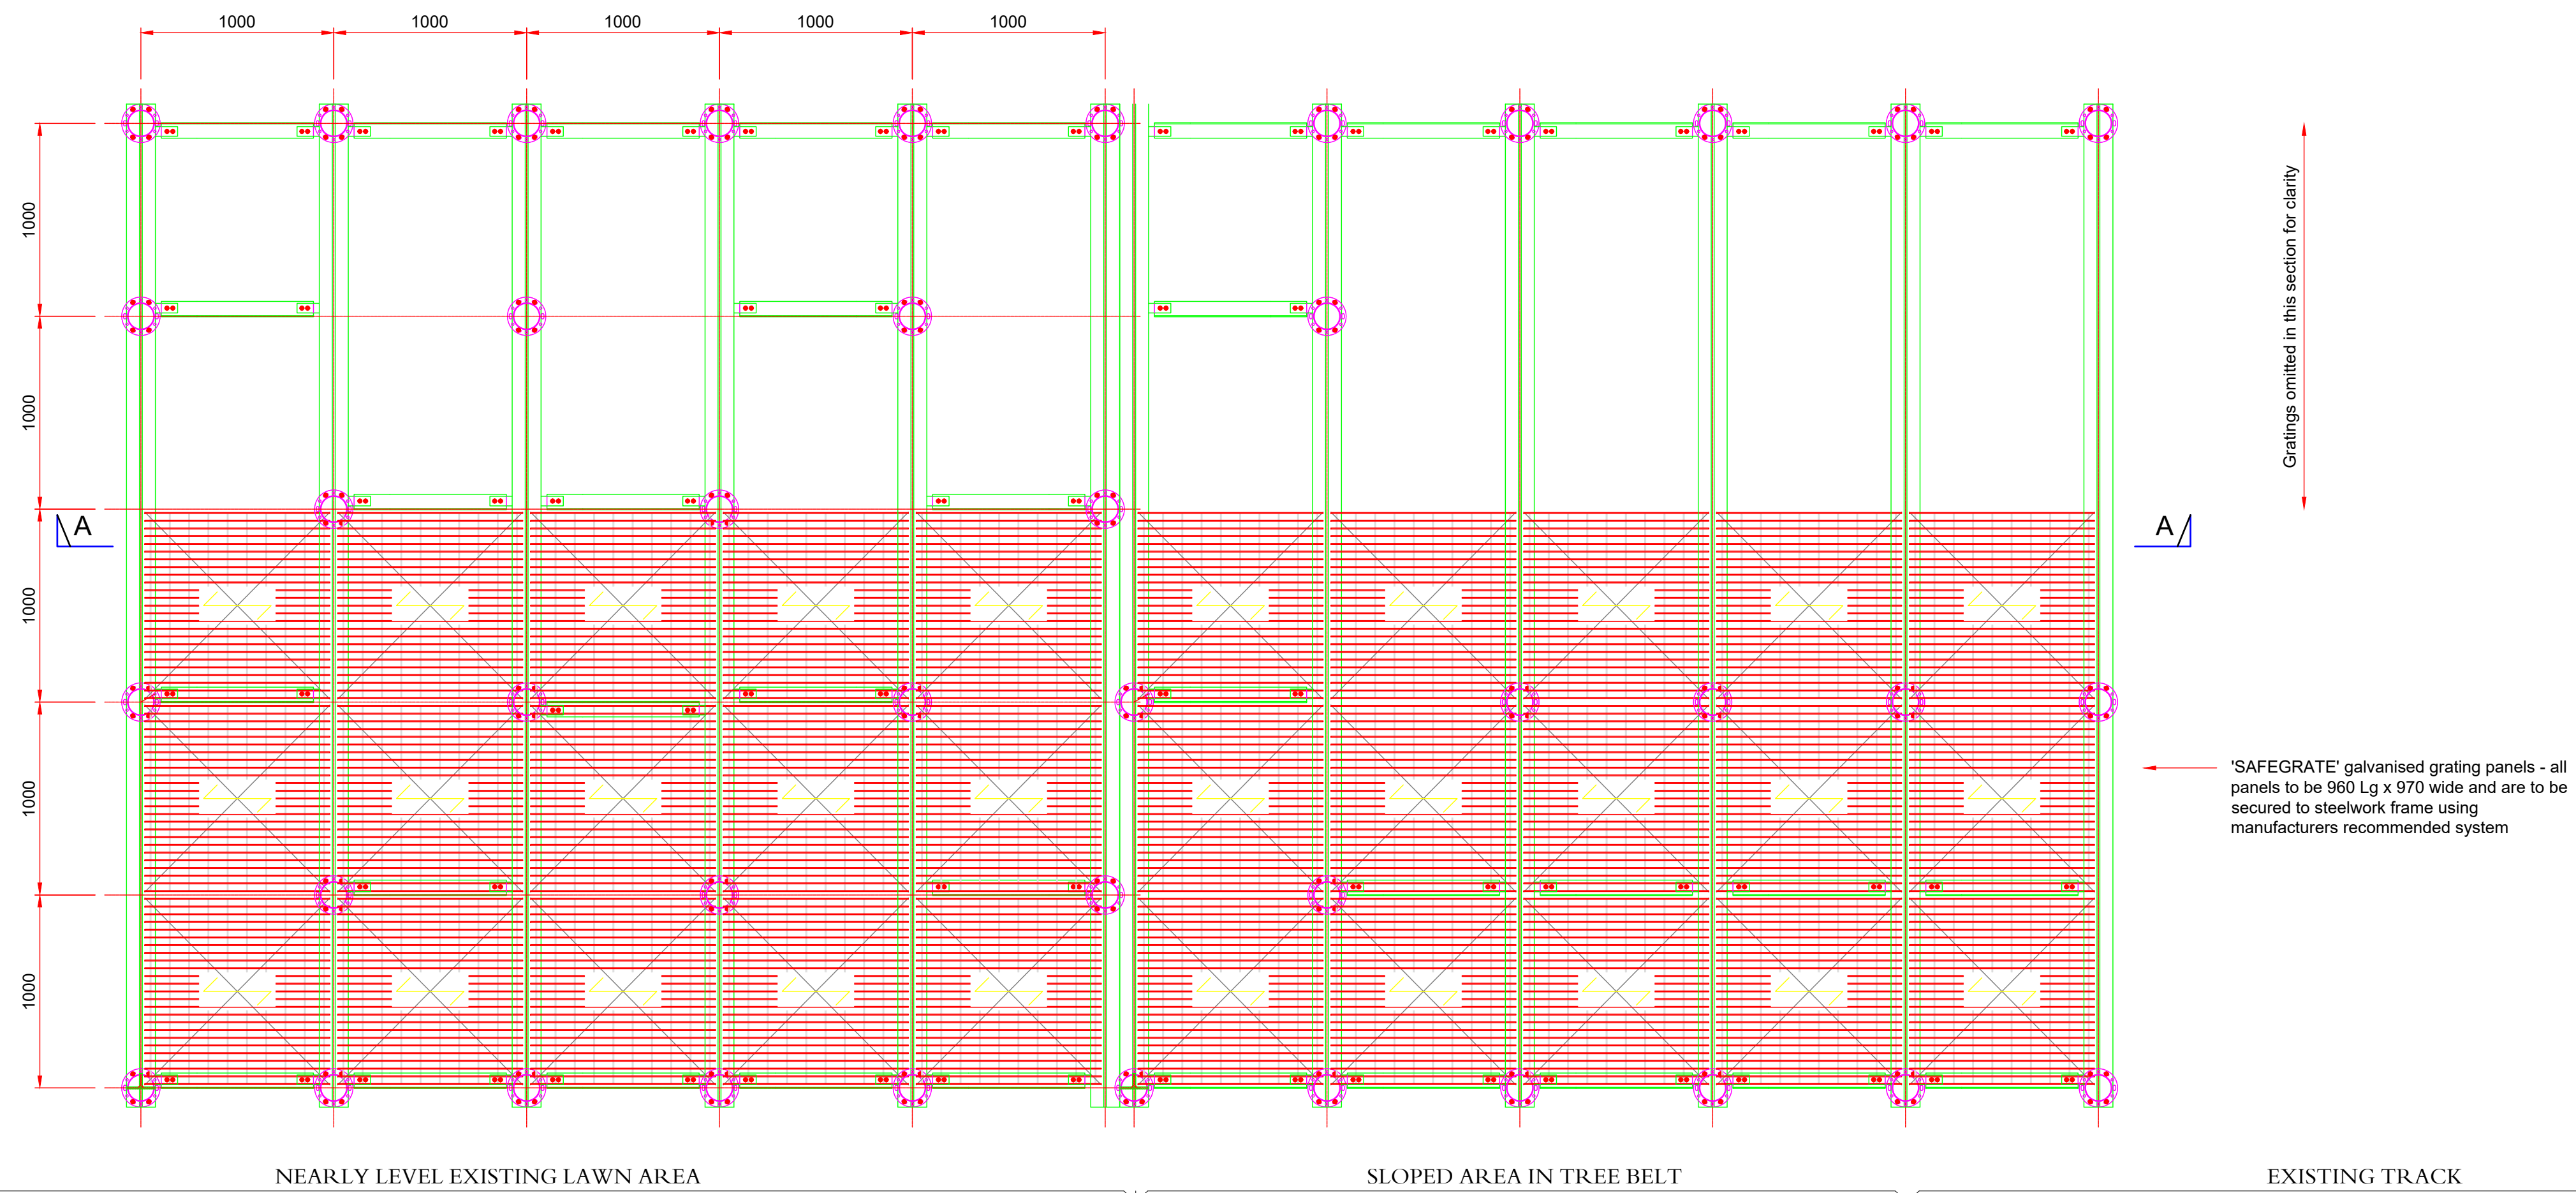 1000
1000
1000
1000
1000
1000
1000
1000
1000
1000
Gratings omitted in this section for clarity
A
A
'SAFEGRATE' galvanised grating panels - all
panels to be 960 Lg x 970 wide and are to be
secured to steelwork frame using
manufacturers recommended system
NEARLY LEVEL EXISTING LAWN AREA
SLOPED AREA IN TREE BELT
EXISTING TRACK